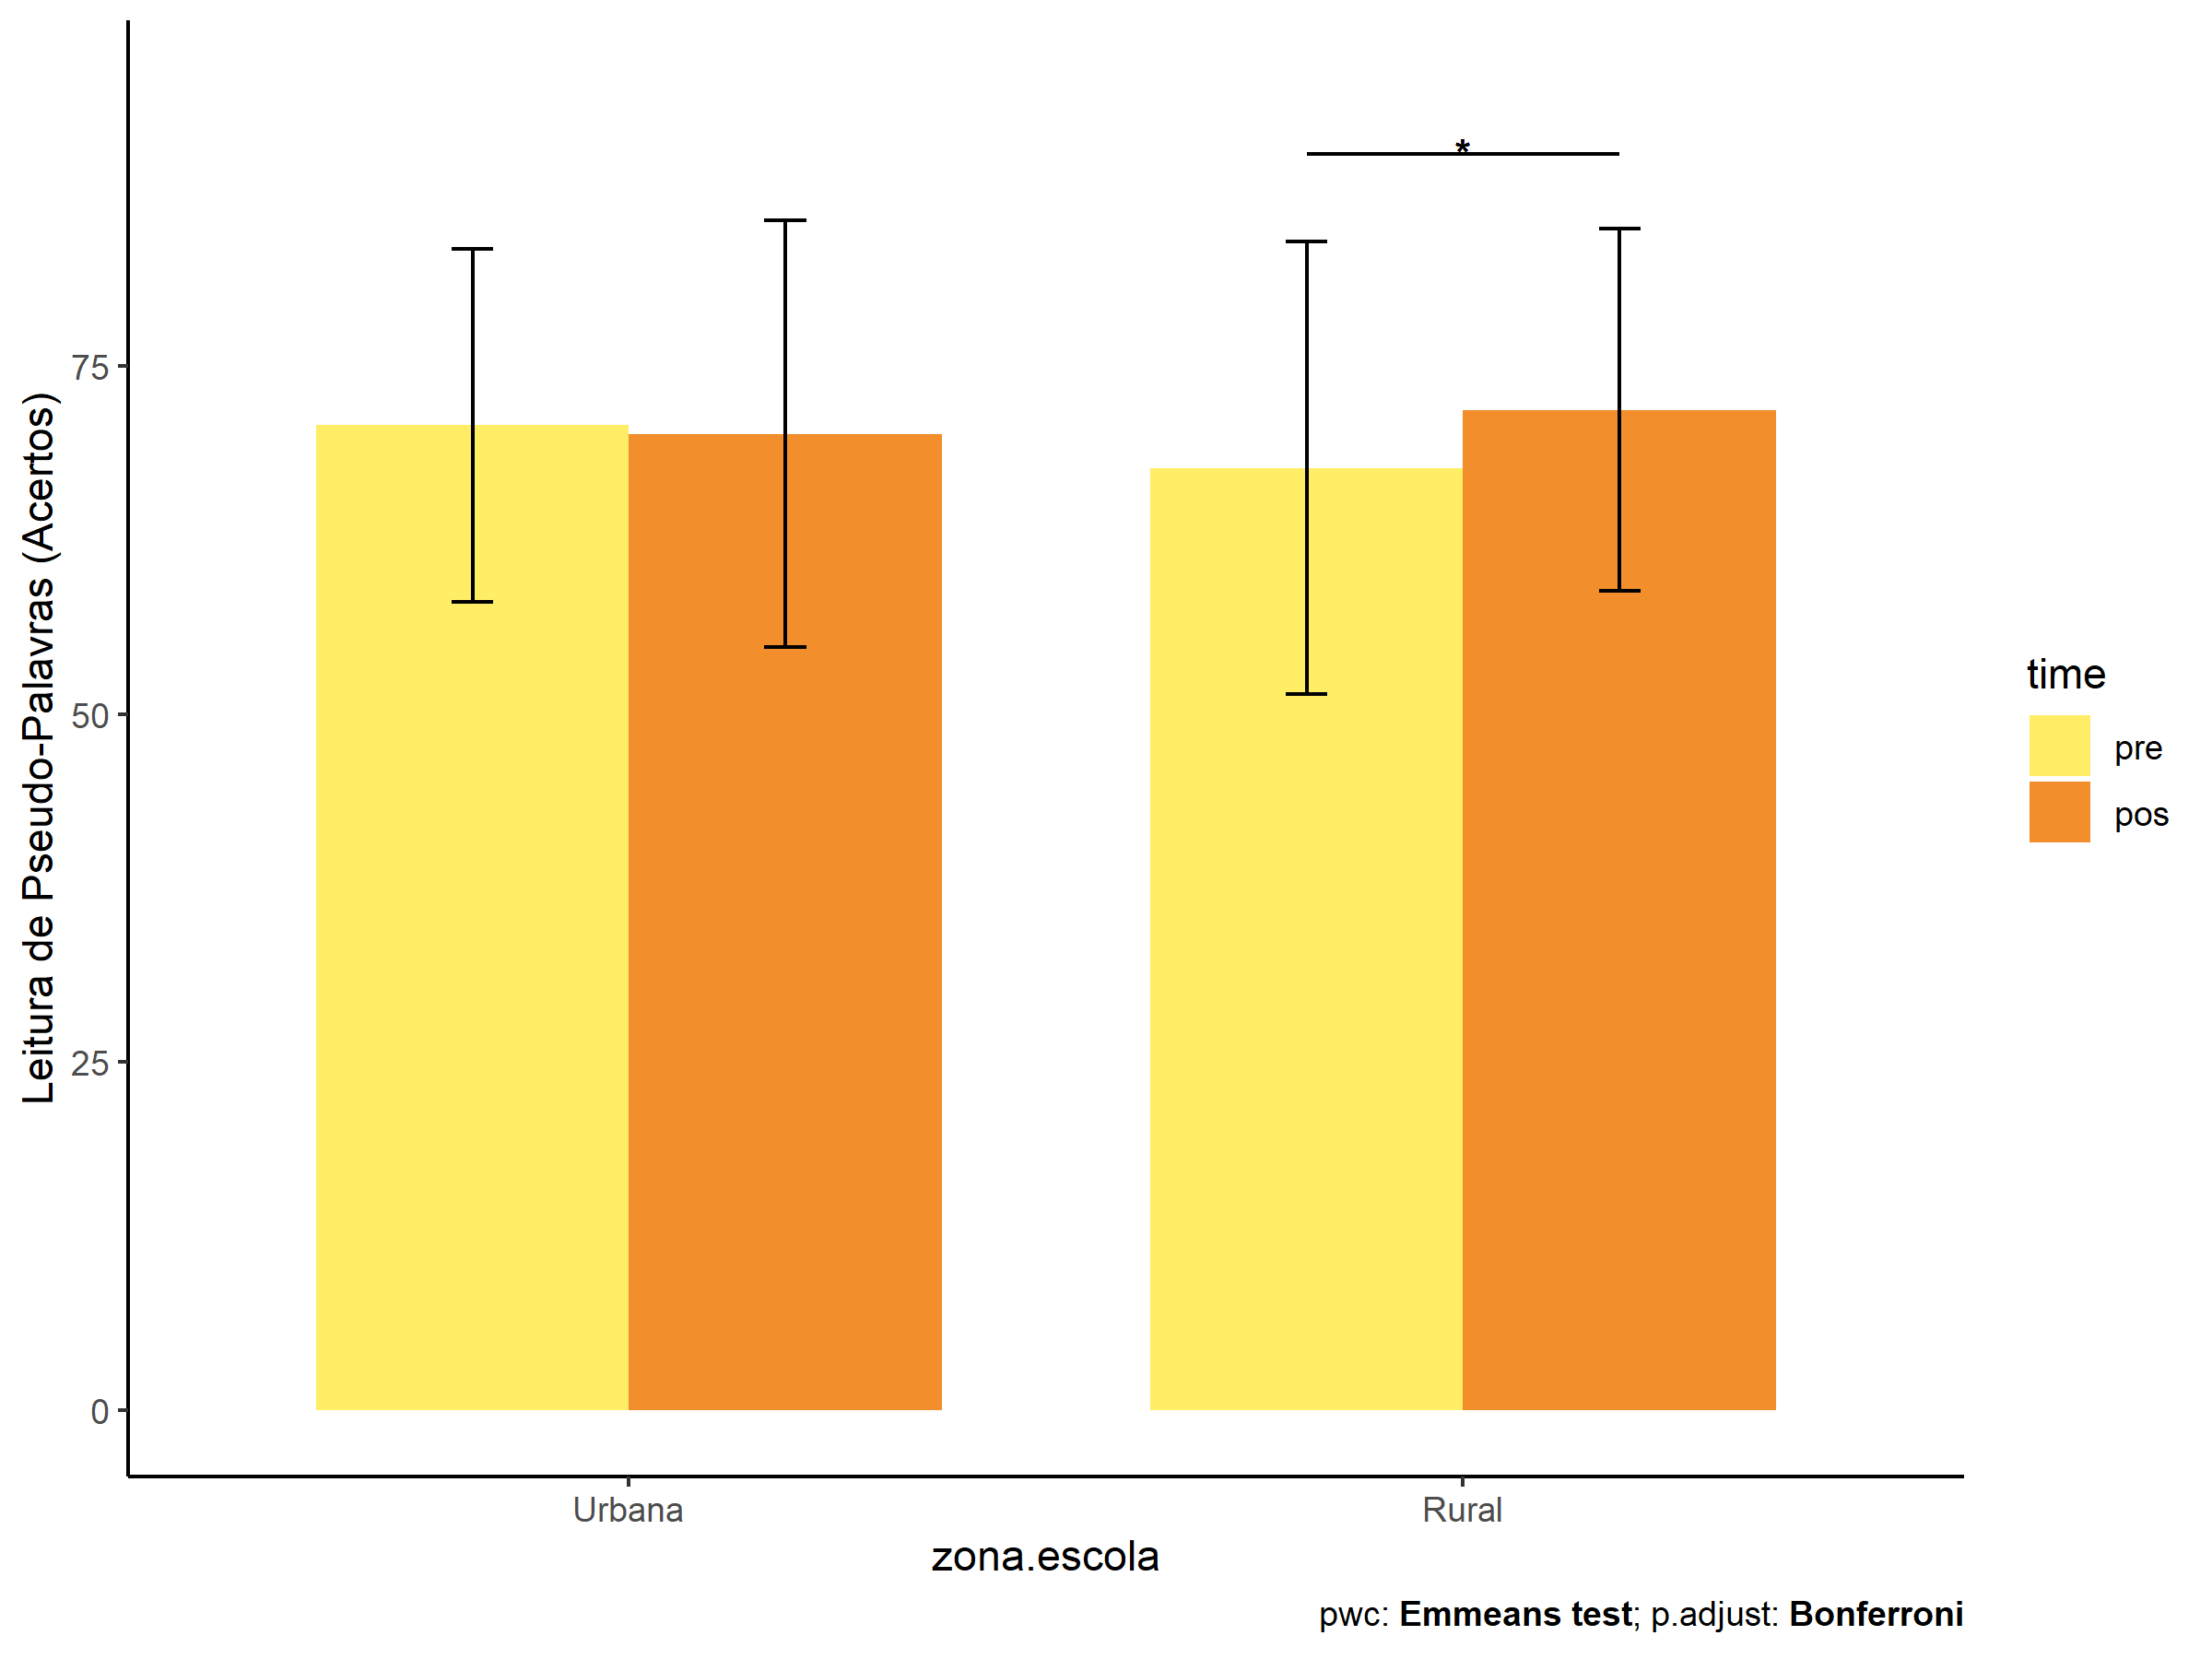 Leitura de Pseudo-Palavras (Acertos)
75
50
25
0
*
Urbana
Rural
zona.escola
time
pre
pos
pwc: Emmeans test; p.adjust: Bonferroni